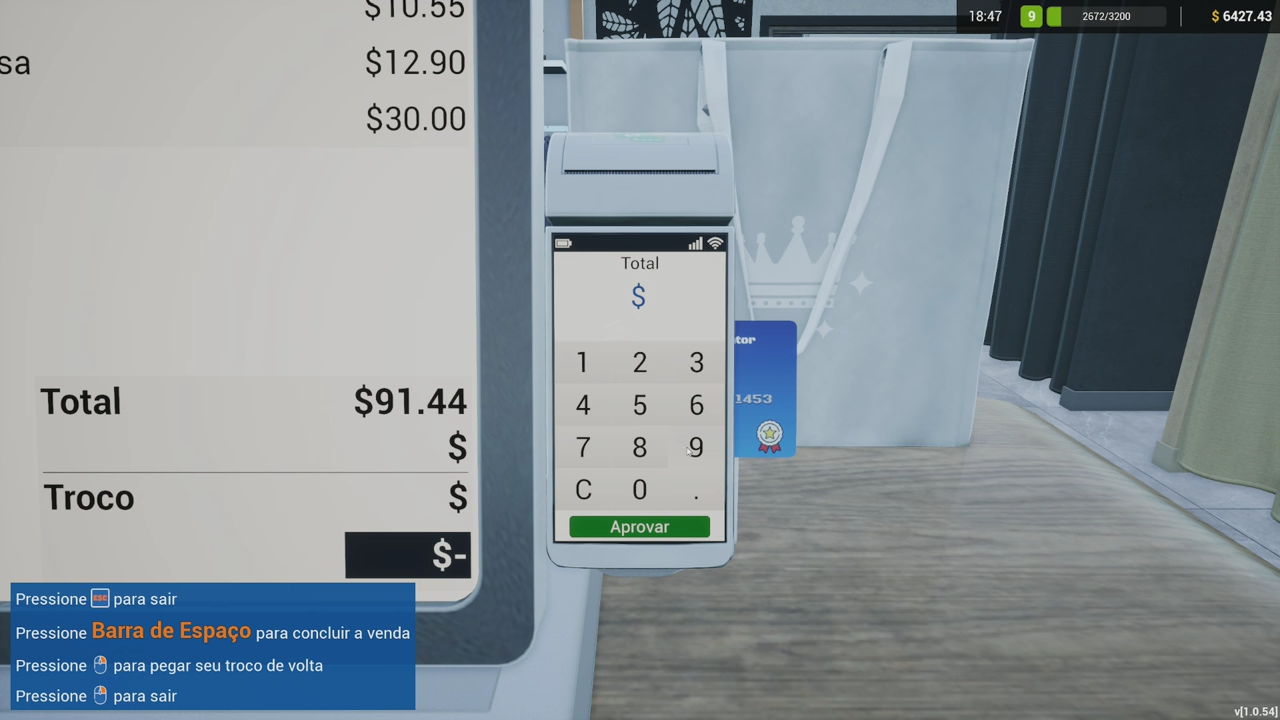 $10.55
sa
$12.90
$30.00
Total
$91.44
$
Troco
$
$-
Pressione ESC para sair
Pressione Barra de Espaço para concluir a venda
Pressione para pegar seu troco de volta
Pressione para sair
Total
$
1 2 3
4 5 6
7 8 9
C 0 .
Aprovar
tor
1453
18:47
9
2672/3200
$ 6427.43
v[1.0.54]